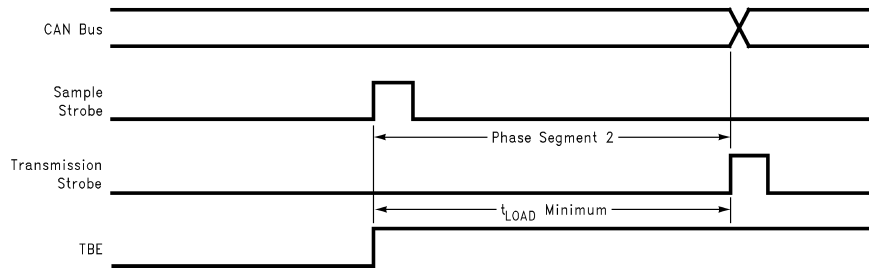 CAN Bus
Sample
Strobe
Phase Segment 2
Transmission
Strobe
tLOAD Minimum
TBE